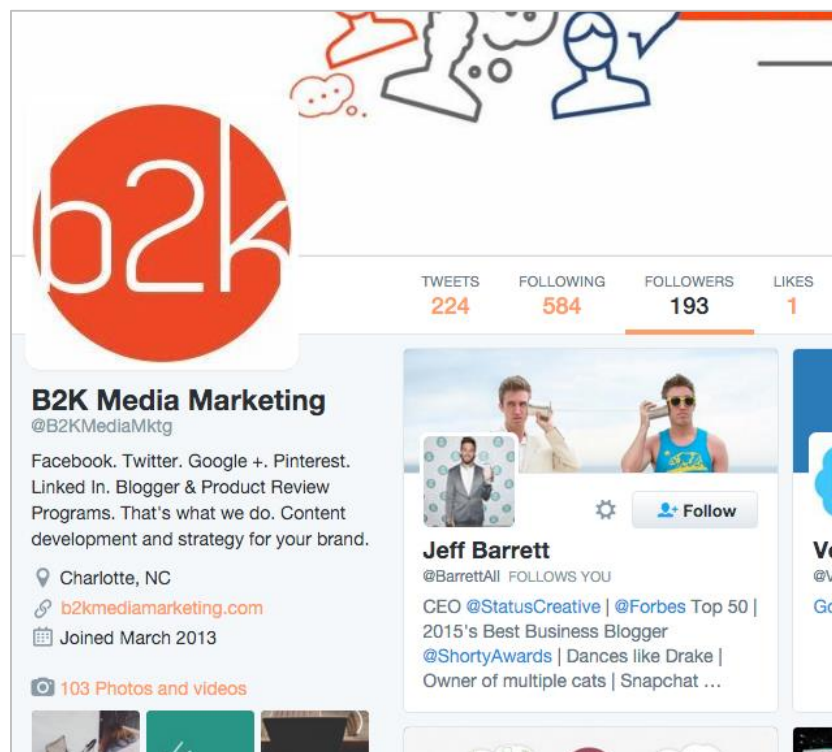 b2k
TWEETS FOLLOWING FOLLOWERS LIKES
224 584 193 1
B2K Media Marketing
@B2KMediaMktg
Facebook. Twitter. Google +. Pinterest.
Linked In. Blogger & Product Review
Programs. That's what we do. Content
development and strategy for your brand.
Charlotte, NC
b2kmediamarketing.com
Joined March 2013
103 Photos and videos
Follow
Jeff Barrett
@BarrettAll FOLLOWS YOU
CEO @StatusCreative | @Forbes Top 50 |
2015's Best Business Blogger
@ShortyAwards | Dances like Drake |
Owner of multiple cats | Snapchat ...